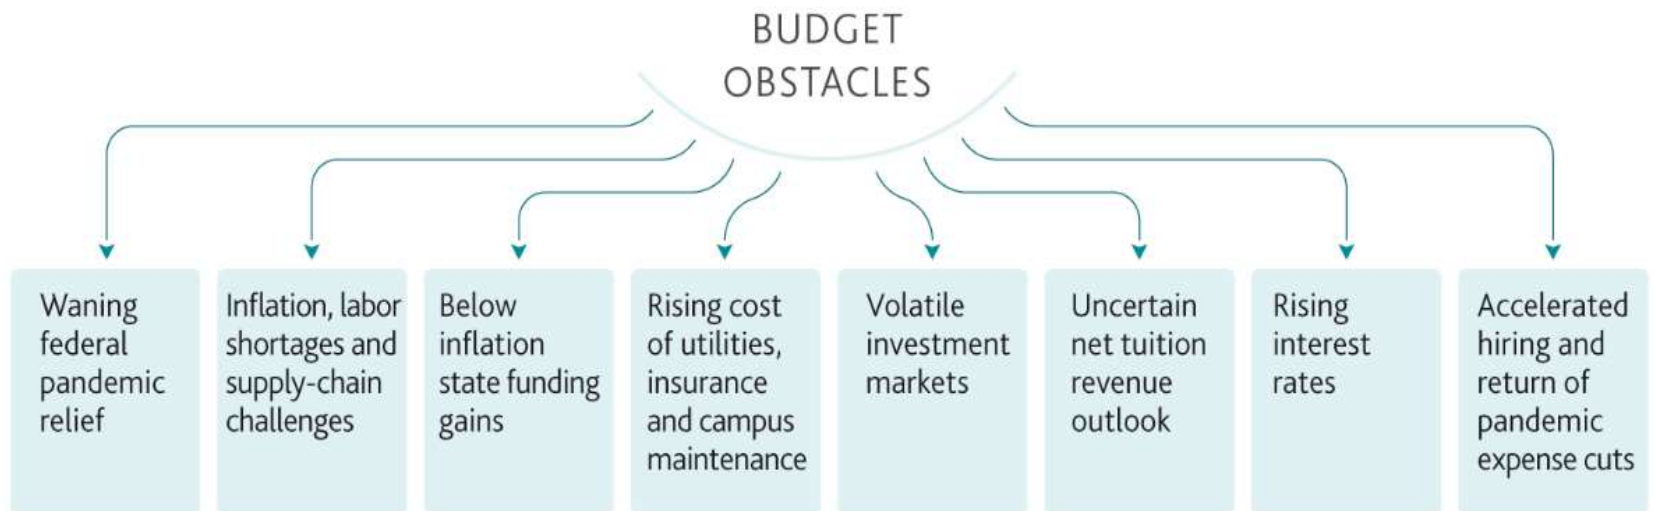 BUDGET
OBSTACLES
Waning
federal
pandemic
relief
Inflation, labor
shortages and
supply-chain
challenges
Below
inflation
state funding
gains
Rising cost
of utilities,
insurance
and campus
maintenance
Volatile
investment
markets
Uncertain
net tuition
revenue
outlook
Rising
interest
rates
Accelerated
hiring and
return of
pandemic
expense cuts